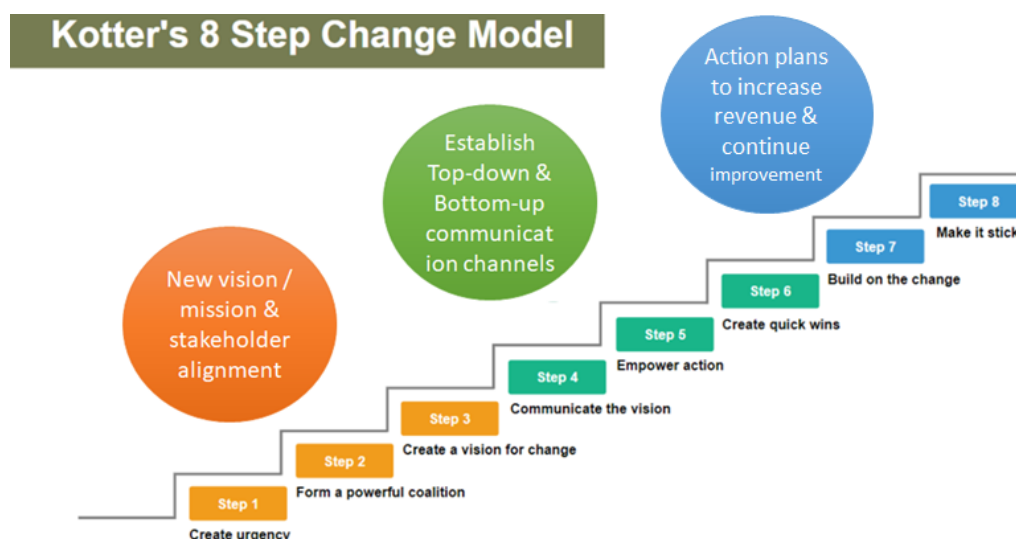 Kotter's 8 Step Change Model
Action plans
to increase
revenue &
continue
improvement
Establish
Top-down &
Bottom-up
communicat
ion channels
New vision /
mission &
stakeholder
alignment
Step 8
Make it stick
Step 7
Build on the change
Step 6
Create quick wins
Step 5
Empower action
Step 4
Communicate the vision
Step 3
Create a vision for change
Step 2
Form a powerful coalition
Step 1
Create urgency